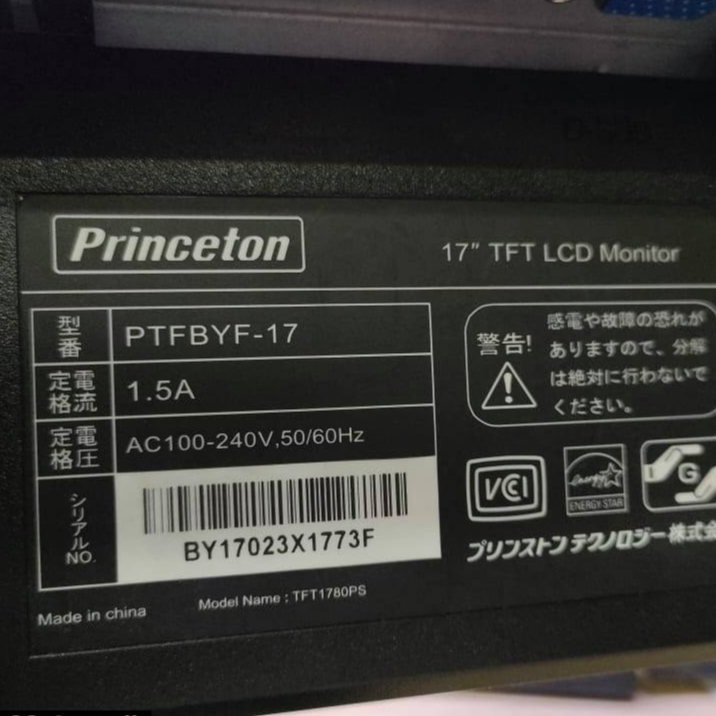 Princeton
17" TFT LCD Monitor
型番
PTFBYF-17
定格電流
1.5A
定格電圧
AC100-240V,50/60Hz
シリアルNO.
BY17023X1773F
警告!
感電や故障の恐れが
ありますので、分解
は絶対に行わないで
ください。
VCCI
energy
ENERGY STAR
G
プリンストンテクノロジー株式会
Made in china
Model Name : TFT1780PS